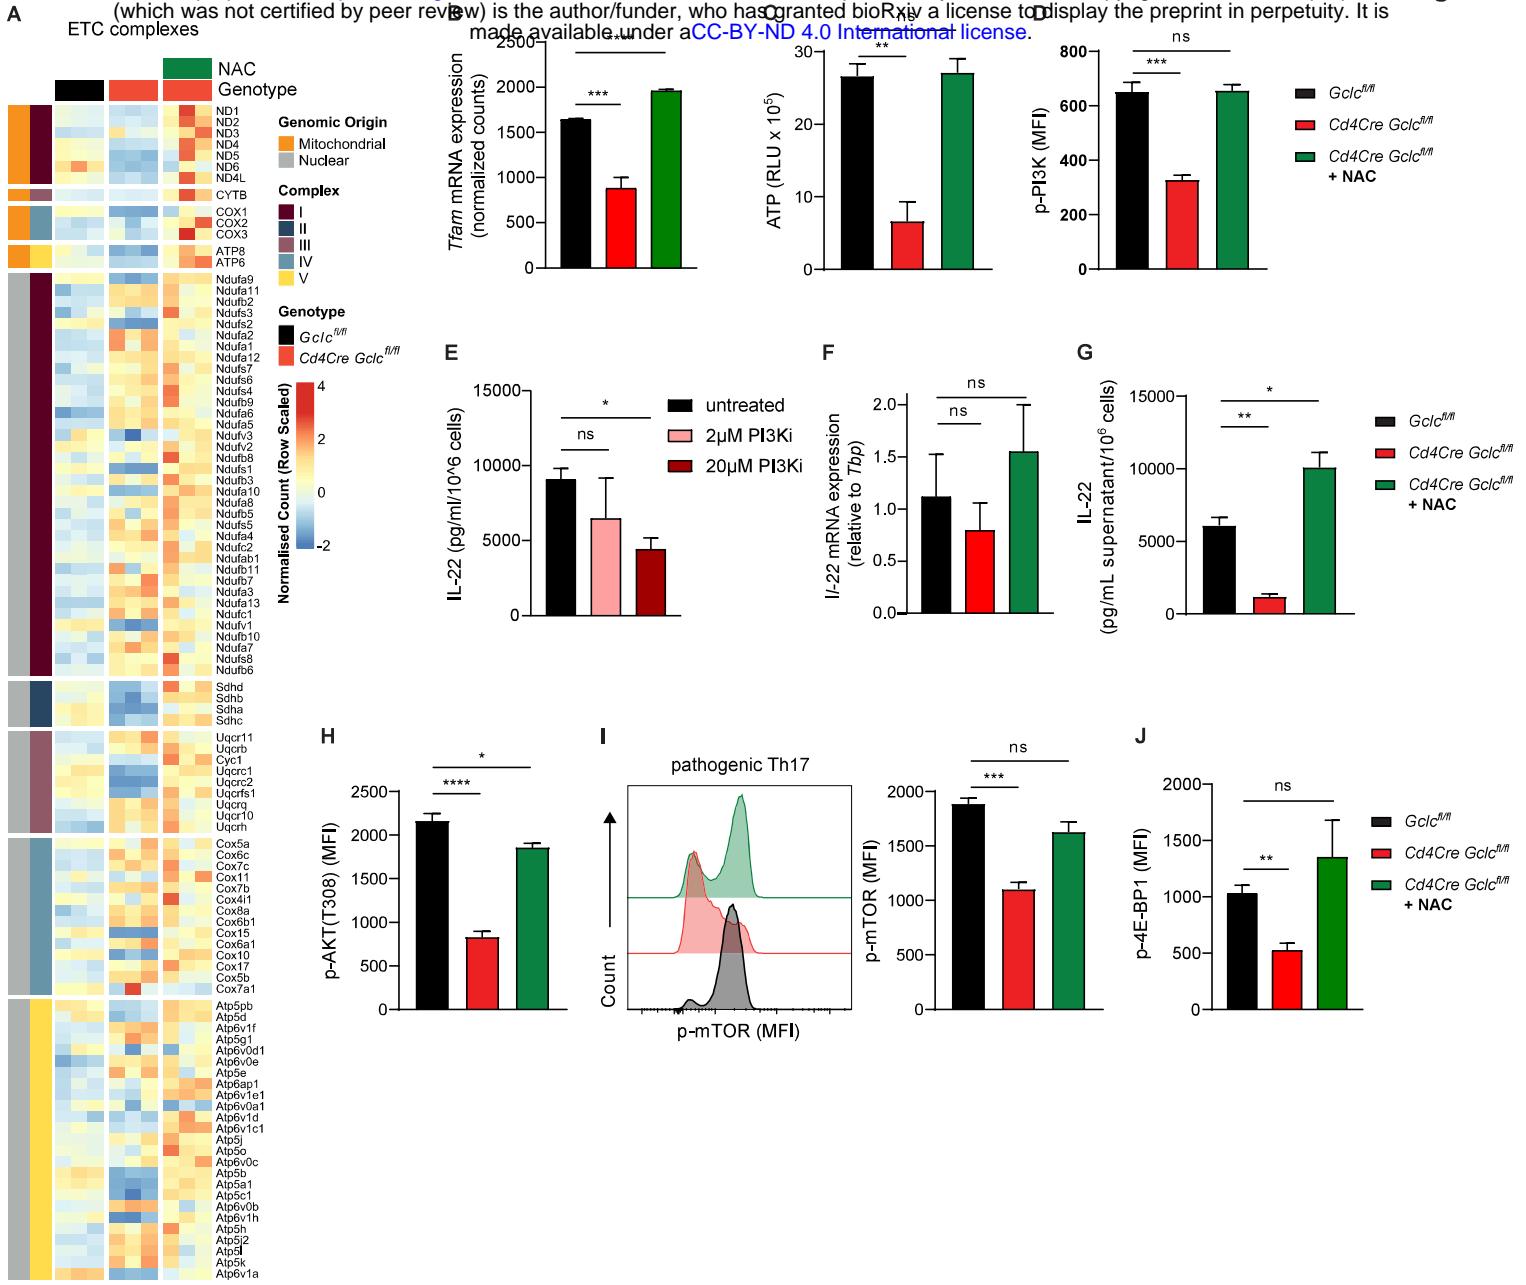 (which was not certified by peer review) is the author/funder, who has granted bioRxiv a license to display the preprint in perpetuity. It is
made available under aCC-BY-ND 4.0 International license.
A
ETC complexes
NAC
Genotype
ND1
ND2
ND3
ND4
ND5
ND6
ND4L
CYTB
COX1
COX2
COX3
ATP8
ATP6
Ndufa9
Ndufa11
Ndufb2
Ndufs3
Ndufs2
Ndufa2
Ndufa1
Ndufa12
Ndufs7
Ndufs6
Ndufs4
Ndufb9
Ndufa6
Ndufa5
Ndufv3
Ndufv2
Ndufb8
Ndufs1
Ndufb3
Ndufa10
Ndufa8
Ndufb5
Ndufs5
Ndufa4
Ndufc2
Ndufab1
Ndufb11
Ndufb7
Ndufa3
Ndufa13
Ndufc1
Ndufv1
Ndufb10
Ndufa7
Ndufs8
Ndufb6
Sdhd
Sdhb
Sdha
Sdhc
Uqcr11
Uqcrb
Cyc1
Uqcrc1
Uqcrc2
Uqcrfs1
Uqcrq
Uqcr10
Uqcrh
Cox5a
Cox6c
Cox7c
Cox11
Cox7b
Cox4i1
Cox8a
Cox6b1
Cox15
Cox6a1
Cox10
Cox17
Cox5b
Cox7a1
Atp5pb
Atp5d
Atp6v1f
Atp5g1
Atp6v0d1
Atp6v0e
Atp5e
Atp6ap1
Atp6v1e1
Atp6v0a1
Atp6v1d
Atp6v1c1
Atp5j
Atp5o
Atp6v0c
Atp5b
Atp5a1
Atp5c1
Atp6v0b
Atp6v1h
Atp5h
Atp5j2
Atp5l
Atp5k
Atp6v1a
Genomic Origin
Mitochondrial
Nuclear
Complex
I
II
III
IV
V
Genotype
Gclc fl/fl
Cd4Cre Gclc fl/fl
Normalised Count (Row Scaled)
4
2
0
-2
B
Tfam mRNA expression
(normalized counts)
2500
2000
1500
1000
500
0
***
****
C
ATP (RLU x 10⁵)
30
20
10
0
**
ns
D
p-PI3K (MFI)
800
600
400
200
0
***
ns
Gclc fl/fl
Cd4Cre Gclc fl/fl
Cd4Cre Gclc fl/fl
+ NAC
E
IL-22 (pg/ml/10^6 cells)
15000
10000
5000
0
*
ns
untreated
2µM PI3Ki
20µM PI3Ki
F
Il-22 mRNA expression
(relative to Tbp)
2.0
1.5
1.0
0.5
0.0
ns
ns
G
IL-22
(pg/mL supernatant/10⁶ cells)
15000
10000
5000
0
*
**
Gclc fl/fl
Cd4Cre Gclc fl/fl
Cd4Cre Gclc fl/fl
+ NAC
H
p-AKT(T308) (MFI)
2500
2000
1500
1000
500
0
*
****
I
pathogenic Th17
Count
p-mTOR (MFI)
p-mTOR (MFI)
2000
1500
1000
500
0
ns
***
J
p-4E-BP1 (MFI)
2000
1500
1000
500
0
ns
**
Gclc fl/fl
Cd4Cre Gclc fl/fl
Cd4Cre Gclc fl/fl
+ NAC